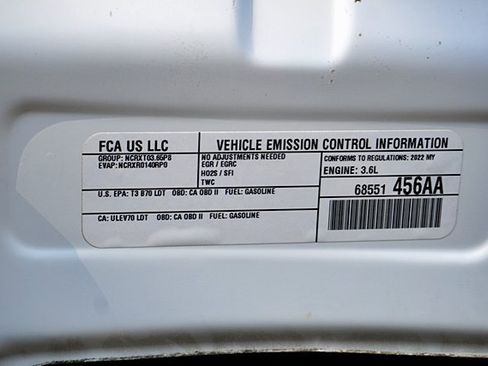 FCA US LLC
VEHICLE EMISSION CONTROL INFORMATION
GROUP: NCRXT03.65P8
EVAP: NCRXR0140RP0
NO ADJUSTMENTS NEEDED
EGR / EGRC
HO2S / SFI
TWC
CONFORMS TO REGULATIONS: 2022 MY
ENGINE: 3.6L
68551 456AA
U.S. EPA: T3 B70 LDT OBD: CA OBD II FUEL: GASOLINE
CA: ULEV70 LDT OBD: CA OBD II FUEL: GASOLINE